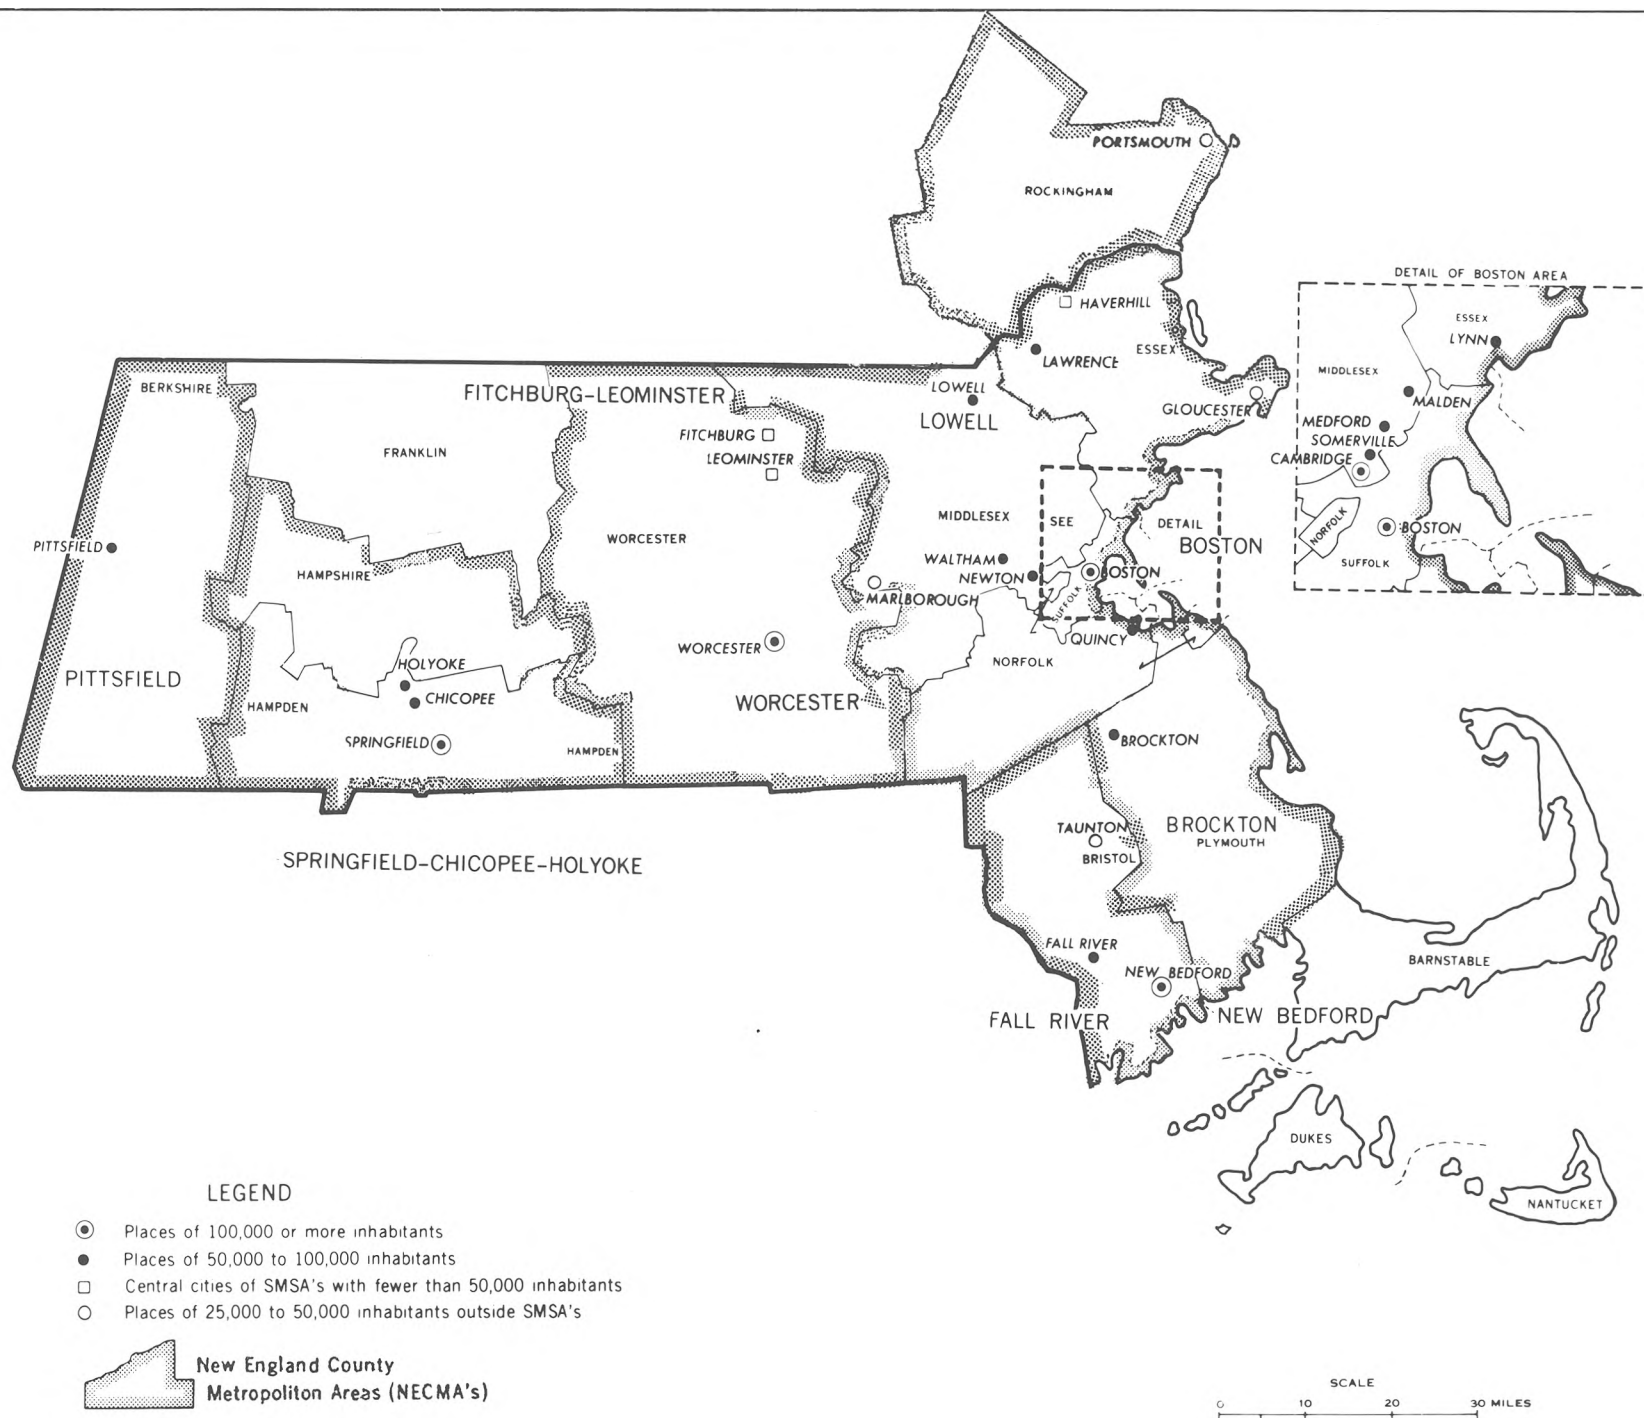 PORTSMOUTH
ROCKINGHAM
DETAIL OF BOSTON AREA
HAVERHILL
LAWRENCE
ESSEX
GLOUCESTER
ESSEX
LYNN
MIDDLESEX
MALDEN
MEDFORD
SOMERVILLE
CAMBRIDGE
NORFOLK
BOSTON
SUFFOLK
BERKSHIRE
FITCHBURG-LEOMINSTER
LOWELL
LOWELL
FITCHBURG
LEOMINSTER
FRANKLIN
MIDDLESEX
SEE
DETAIL
BOSTON
WORCESTER
PITTSFIELD
HAMPSHIRE
WALTHAM
NEWTON
BOSTON
MARLBOROUGH
SUFFOLK
QUINCY
WORCESTER
NORFOLK
HOLYOKE
PITTSFIELD
CHICOPEE
HAMPDEN
WORCESTER
SPRINGFIELD
HAMPDEN
BROCKTON
TAUNTON
BROCKTON
PLYMOUTH
BRISTOL
SPRINGFIELD-CHICOPEE-HOLYOKE
FALL RIVER
NEW BEDFORD
BARNSTABLE
FALL RIVER
NEW BEDFORD
DUKES
NANTUCKET
LEGEND
Places of 100,000 or more inhabitants
Places of 50,000 to 100,000 inhabitants
Central cities of SMSA's with fewer than 50,000 inhabitants
Places of 25,000 to 50,000 inhabitants outside SMSA's
New England County
Metropoliton Areas (NECMA's)
SCALE
0 10 20 30 MILES